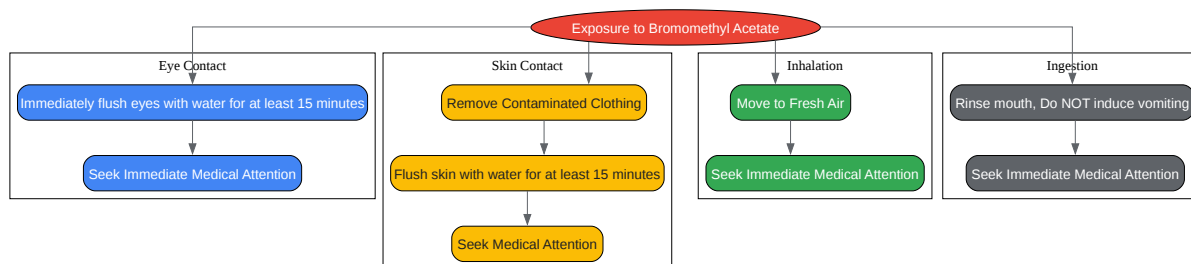 Exposure to Bromomethyl Acetate
Eye Contact
Immediately flush eyes with water for at least 15 minutes
Seek Immediate Medical Attention
Skin Contact
Remove Contaminated Clothing
Flush skin with water for at least 15 minutes
Seek Medical Attention
Inhalation
Move to Fresh Air
Seek Immediate Medical Attention
Ingestion
Rinse mouth, Do NOT induce vomiting
Seek Immediate Medical Attention